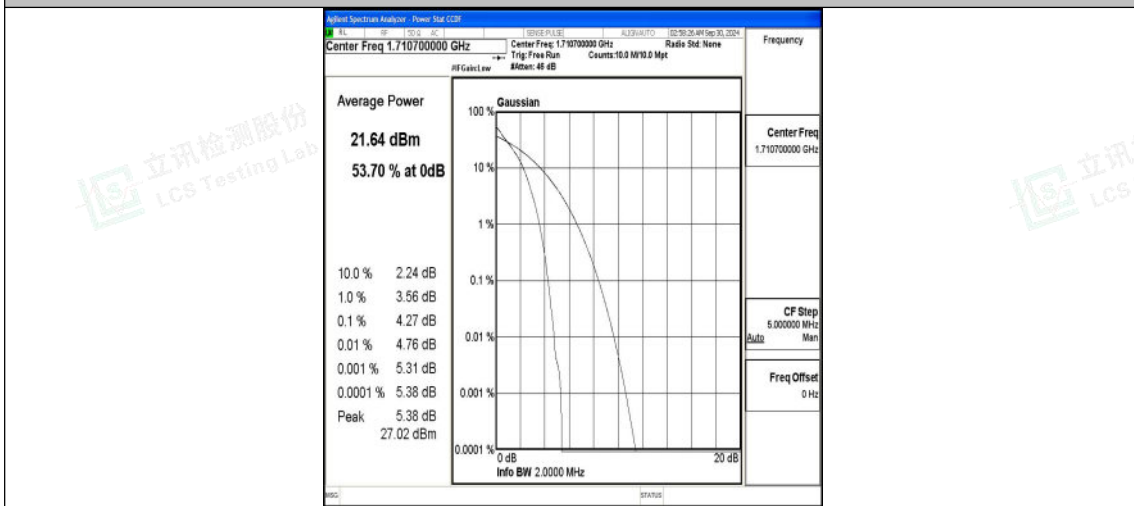 Agilent Spectrum Analyzer - Power Stat CCDF
RL RF 50 Ω AC SENSE:PULSE ALIGNAUTO 02:58:26 AM Sep 30, 2024
Center Freq 1.710700000 GHz
Center Freq: 1.710700000 GHz
Radio Std: None
Trig: Free Run
Counts:10.0 M/10.0 Mpt
#IFGain:Low
#Atten: 46 dB
Frequency
Average Power
21.64 dBm
53.70 % at 0dB
10.0 % 2.24 dB
1.0 % 3.56 dB
0.1 % 4.27 dB
0.01 % 4.76 dB
0.001 % 5.31 dB
0.0001 % 5.38 dB
Peak 5.38 dB
27.02 dBm
Gaussian
100 %
10 %
1 %
0.1 %
0.01 %
0.001 %
0.0001 %
0 dB
20 dB
Info BW 2.0000 MHz
Center Freq
1.710700000 GHz
CF Step
5.000000 MHz
Auto Man
Freq Offset
0 Hz
MSG
STATUS
立讯检测股份
LCS Testing Lab
立讯
LCS